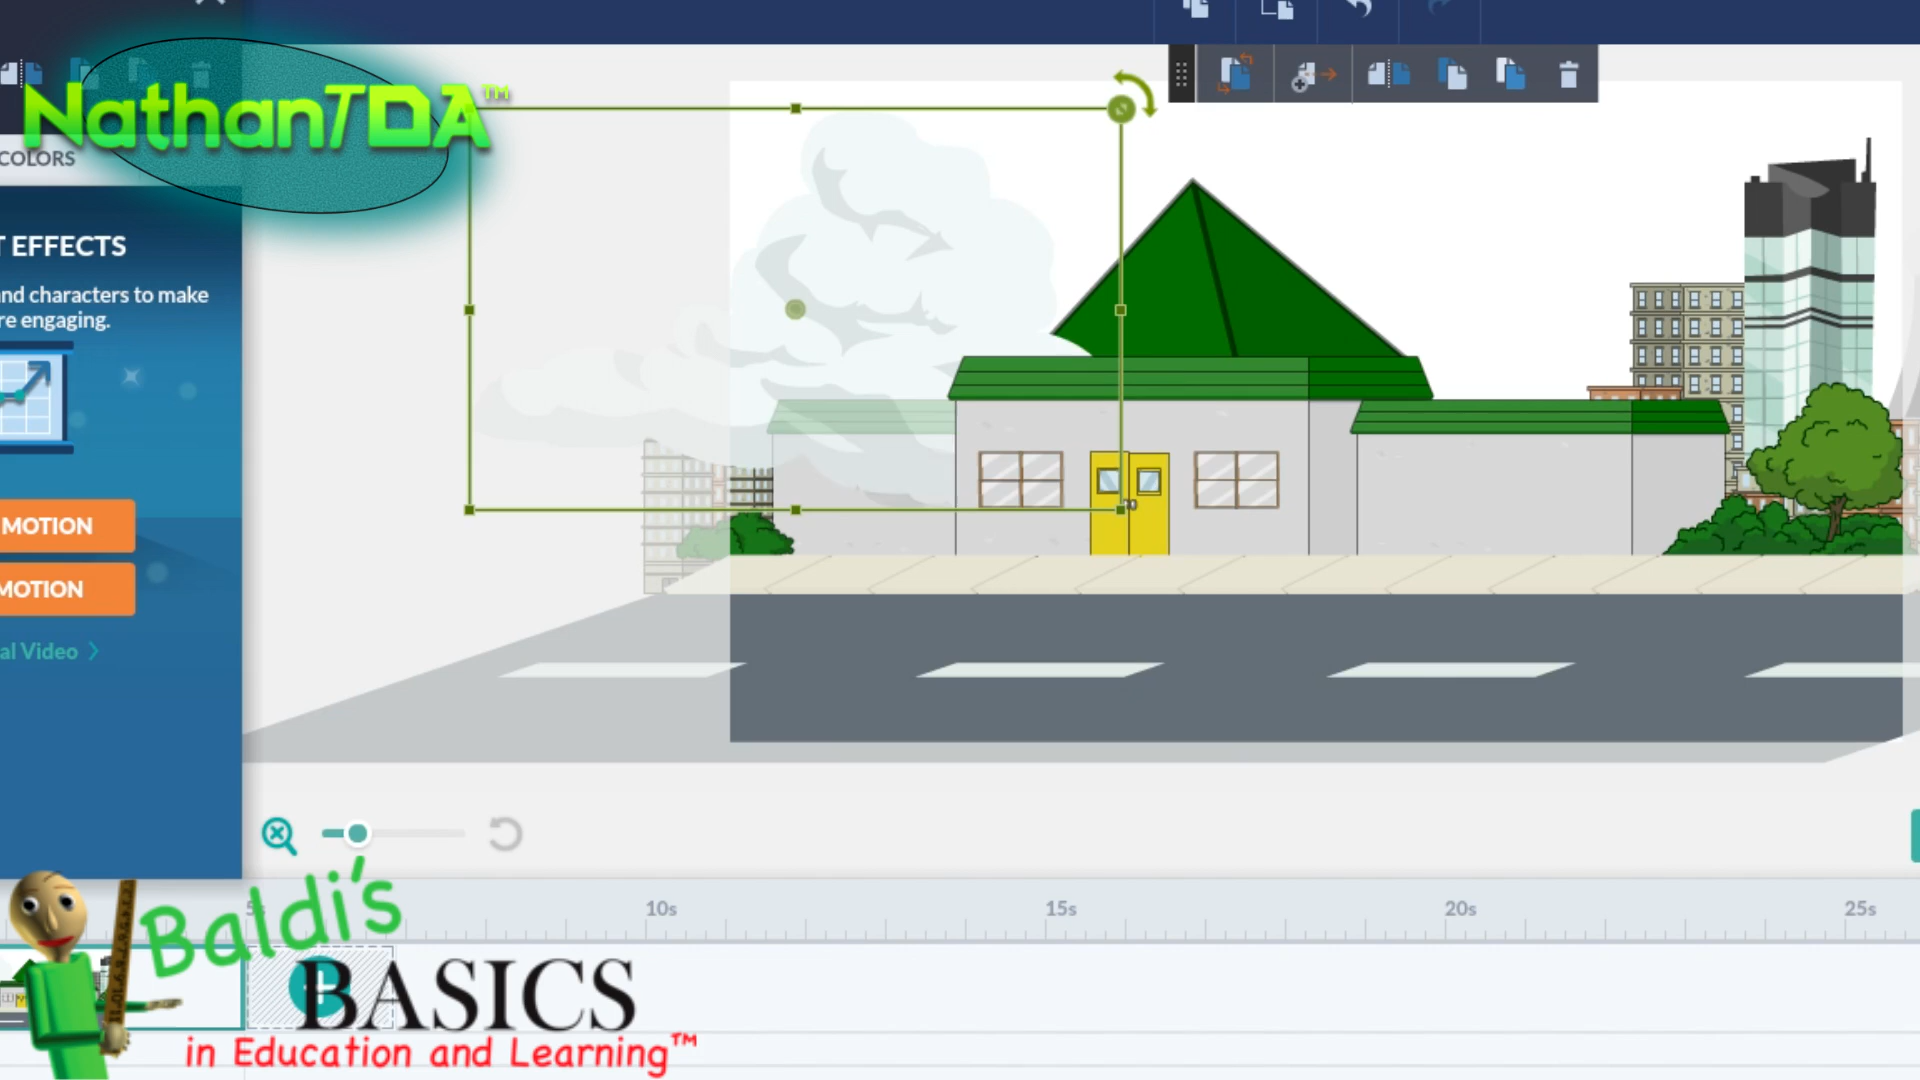 NathanTDA™
COLORS
T EFFECTS
nd characters to make
re engaging.
MOTION
MOTION
al Video
5s
10s
15s
20s
25s
Baldi's
BASICS
in Education and Learning™